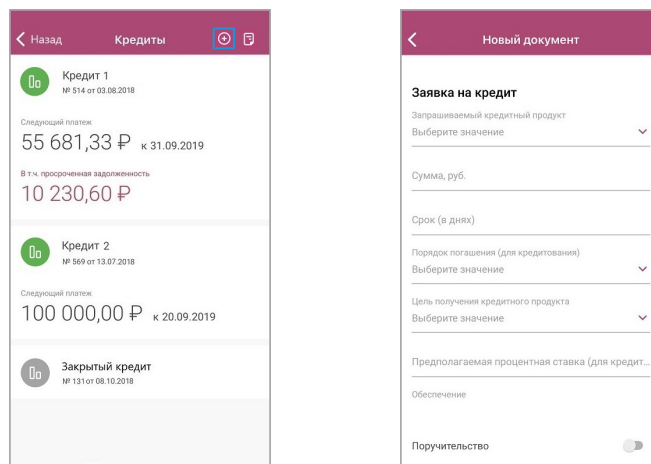 Назад
Кредиты
Кредит 1
№ 514 от 03.08.2018
Следующий платеж
55 681,33 ₽ к 31.09.2019
В т.ч. просроченная задолженность
10 230,60 ₽
Кредит 2
№ 569 от 13.07.2018
Следующий платеж
100 000,00 ₽ к 20.09.2019
Закрытый кредит
№ 131 от 08.10.2018
Новый документ
Заявка на кредит
Запрашиваемый кредитный продукт
Выберите значение
Сумма, руб.
Срок (в днях)
Порядок погашения (для кредитования)
Выберите значение
Цель получения кредитного продукта
Выберите значение
Предполагаемая процентная ставка (для кредит...
Обеспечение
Поручительство